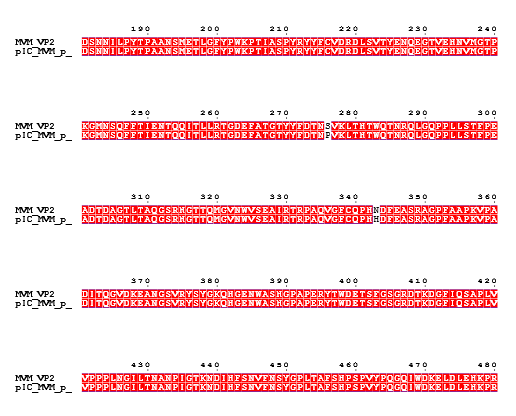 190 200 210 220 230 240
MVM_VP2 DSNNILPYTPAANSMETLGFYPWKPTIASPYRYYFCVDRDLSVTYENQEGTVEHNVMGTP
pIC_MVM_p_ DSNNILPYTPAANSMETLGFYPWKPTIASPYRYYFCVDRDLSVTYENQEGTVEHNVMGTP
250 260 270 280 290 300
MVM_VP2 KGMNSQFFTIENTQQITLLRTGDEFATGTYYFDTNSVKLTHTWQTNRQLGQPPLLSTFPE
pIC_MVM_p_ KGMNSQFFTIENTQQITLLRTGDEFATGTYYFDTNPVKLTHTWQTNRQLGQPPLLSTFPE
310 320 330 340 350 360
MVM_VP2 ADTDAGTLTAQGSRHGTTQMGVNWVSEAIRTRPAQVGFCQPHNDFEASRAGPFAAPKVPA
pIC_MVM_p_ ADTDAGTLTAQGSRHGTTQMGVNWVSEAIRTRPAQVGFCQPHHDFEASRAGPFAAPKVPA
370 380 390 400 410 420
MVM_VP2 DITQGVDKEANGSVRYSYGKQHGENWASHGPAPERYTWDETSFGSGRDTKDGFIQSAPLV
pIC_MVM_p_ DITQGVDKEANGSVRYSYGKQHGENWASHGPAPERYTWDETSFGSGRDTKDGFIQSAPLV
430 440 450 460 470 480
MVM_VP2 VPPPLNGILTNANPIGTKNDIHFSNVFNSYGPLTAFSHPSPVYPQGQIWDKELDLEHKPR
pIC_MVM_p_ VPPPLNGILTNANPIGTKNDIHFSNVFNSYGPLTAFSHPSPVYPQGQIWDKELDLEHKPR